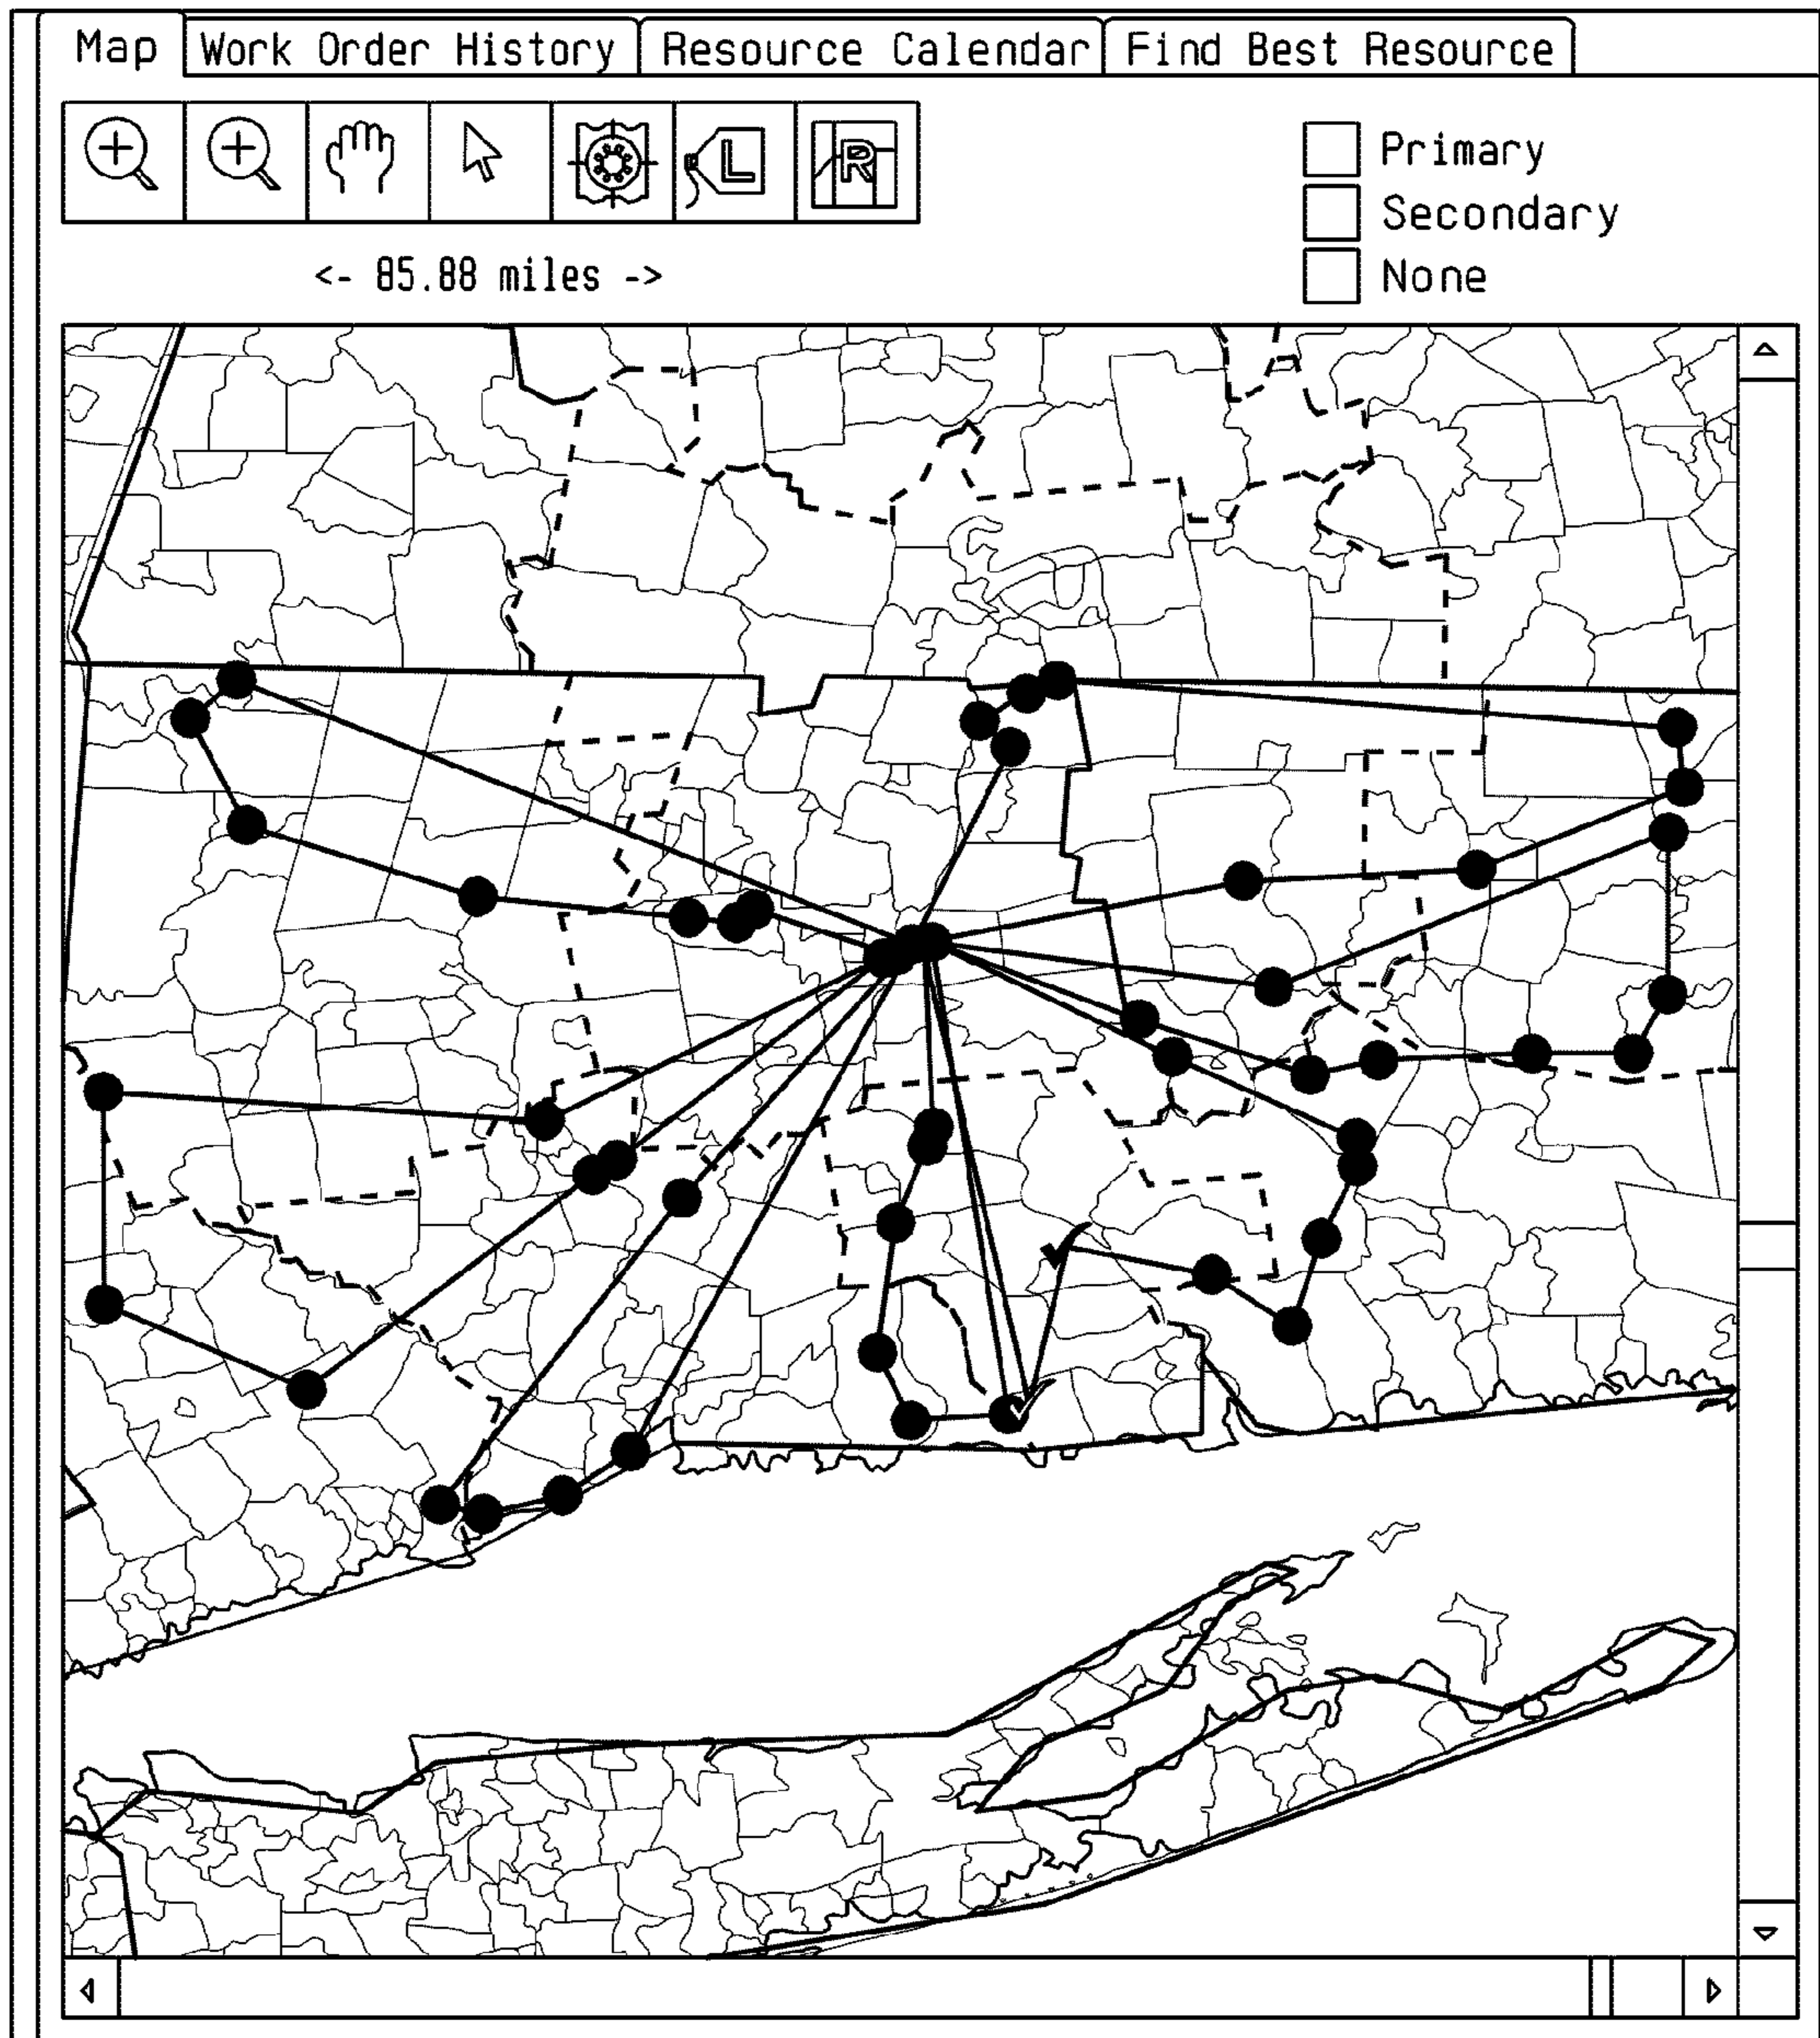 Map
Work Order History
Resource Calendar
Find Best Resource
L
R
Primary
Secondary
None
<- 85.88 miles ->